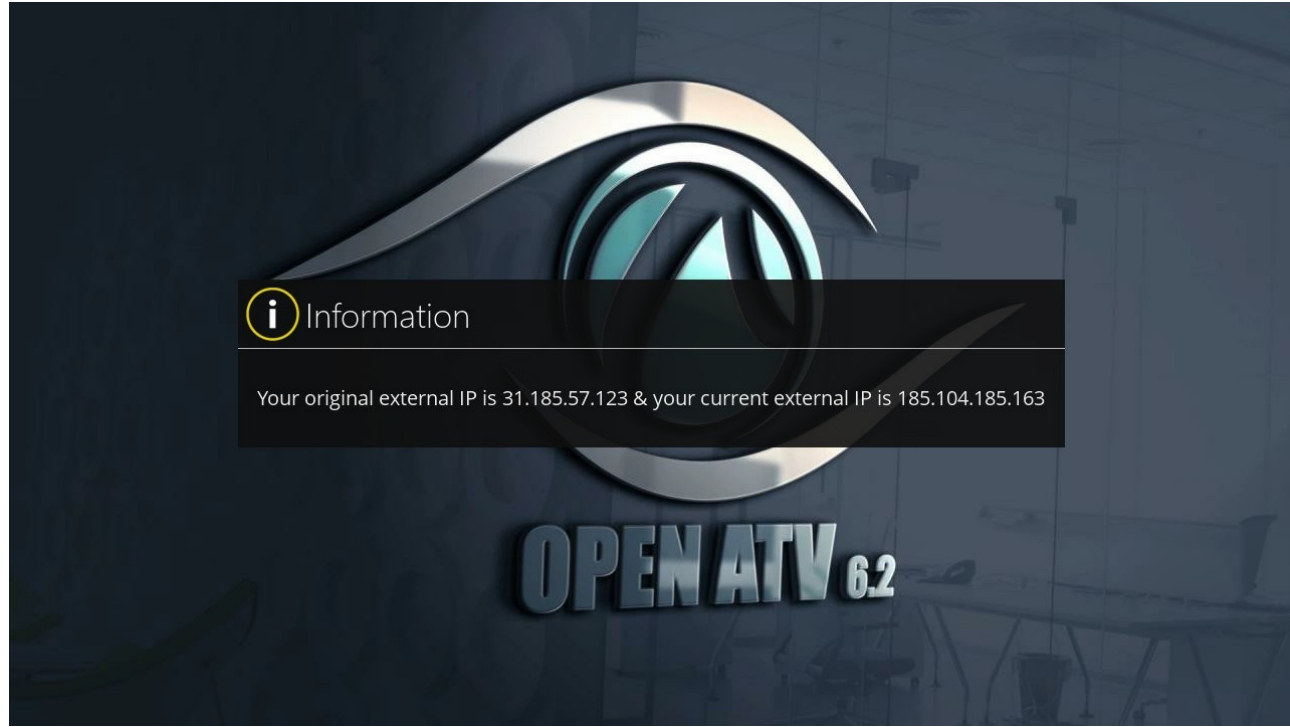 Information
Your original external IP is 31.185.57.123 & your current external IP is 185.104.185.163
OPEN ATV 6.2